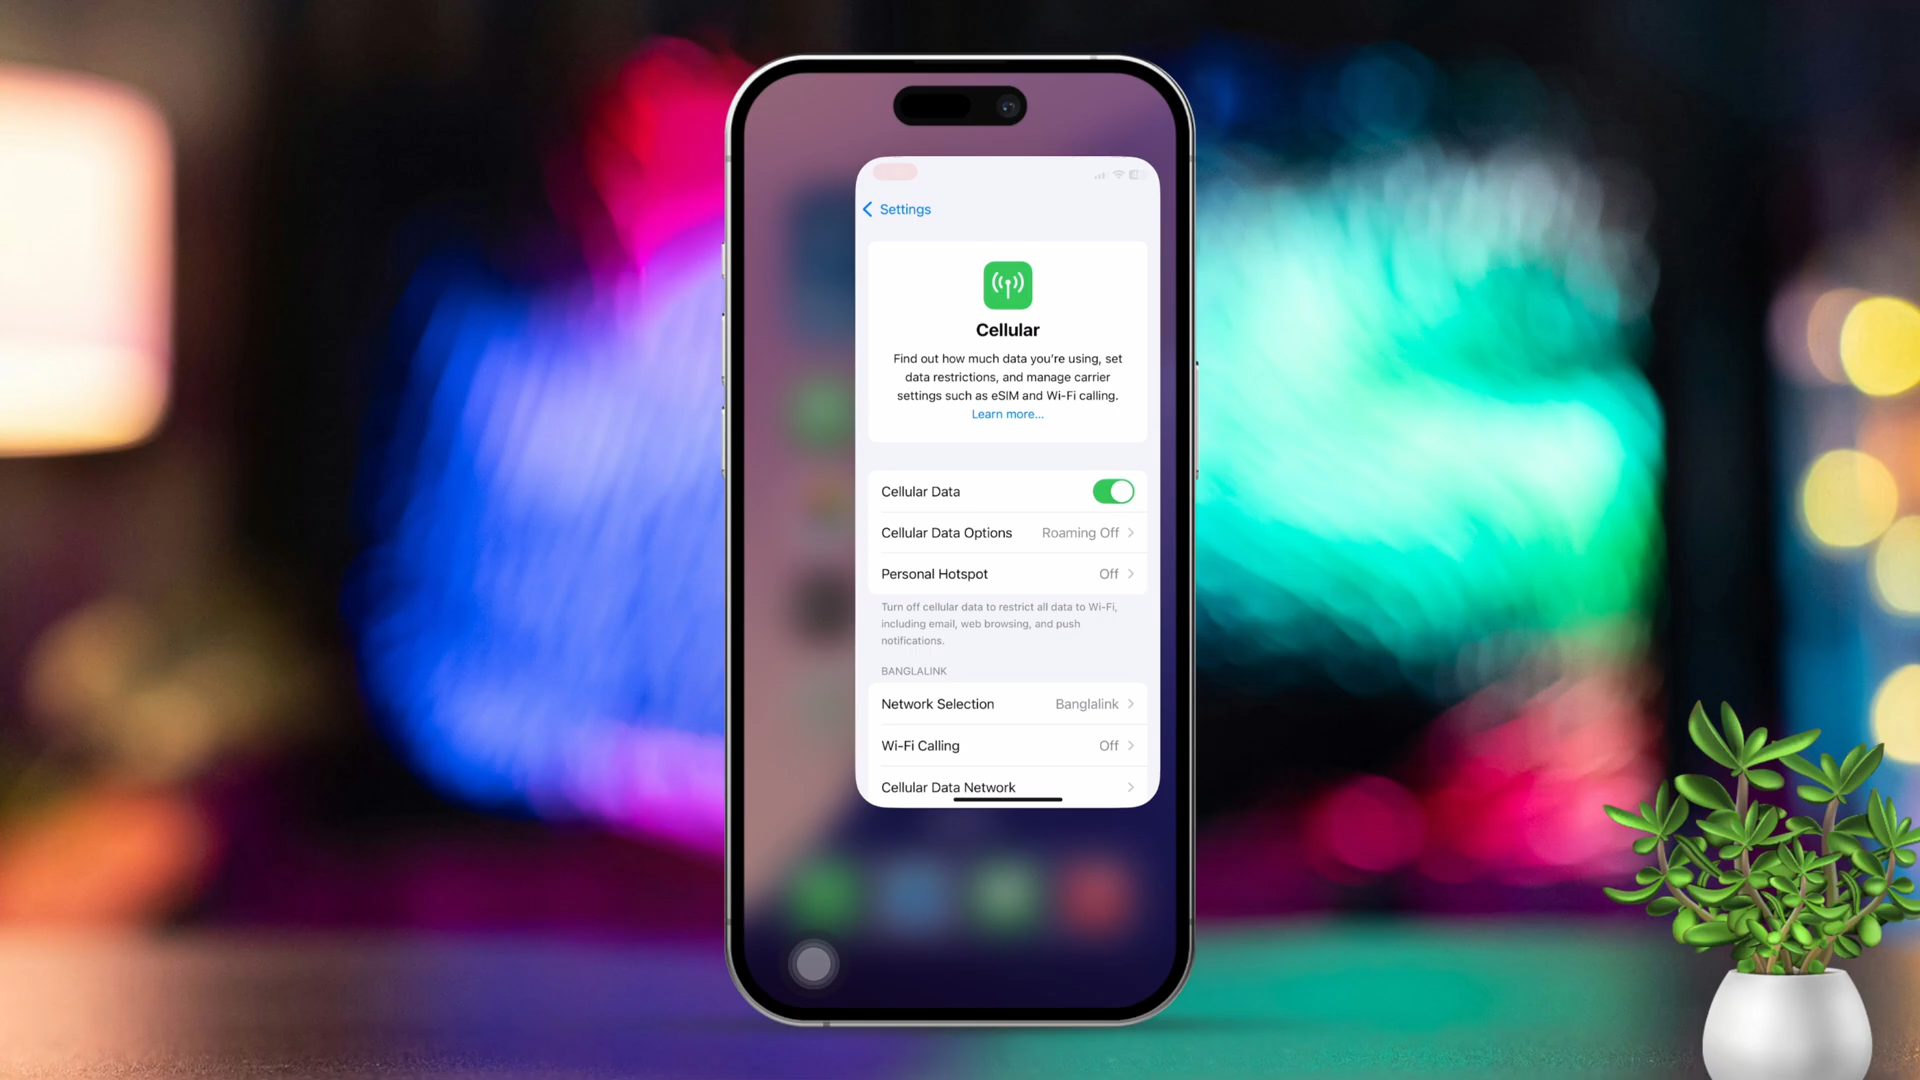 Settings
Cellular
Find out how much data you're using, set
data restrictions, and manage carrier
settings such as eSIM and Wi-Fi calling.
Learn more...
Cellular Data
Cellular Data Options Roaming Off
Personal Hotspot Off
Turn off cellular data to restrict all data to Wi-Fi,
including email, web browsing, and push
notifications.
BANGLALINK
Network Selection Banglalink
Wi-Fi Calling Off
Cellular Data Network